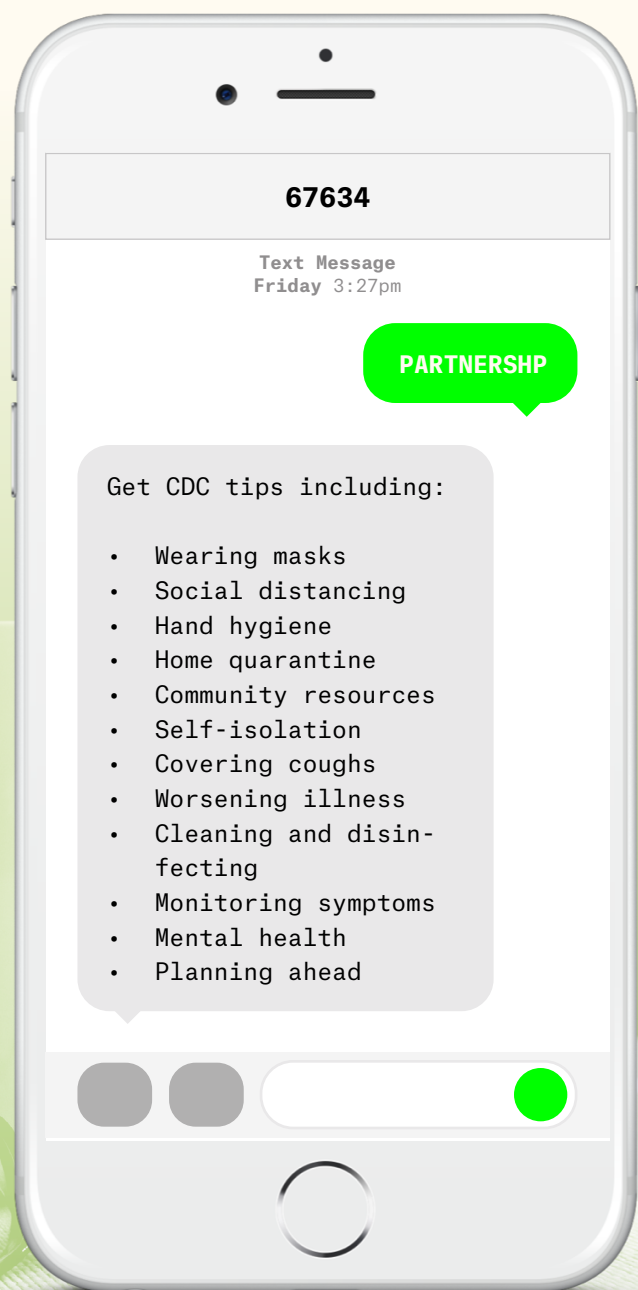 67634
Text Message
Friday 3:27pm
PARTNERSHP
Get CDC tips including:
• Wearing masks
• Social distancing
• Hand hygiene
• Home quarantine
• Community resources
• Self-isolation
• Covering coughs
• Worsening illness
• Cleaning and disin-
fecting
• Monitoring symptoms
• Mental health
• Planning ahead